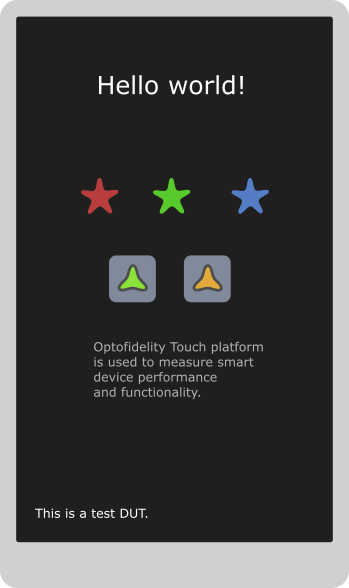 Hello world!
Optofidelity Touch platform
is used to measure smart
device performance
and functionality.
This is a test DUT.